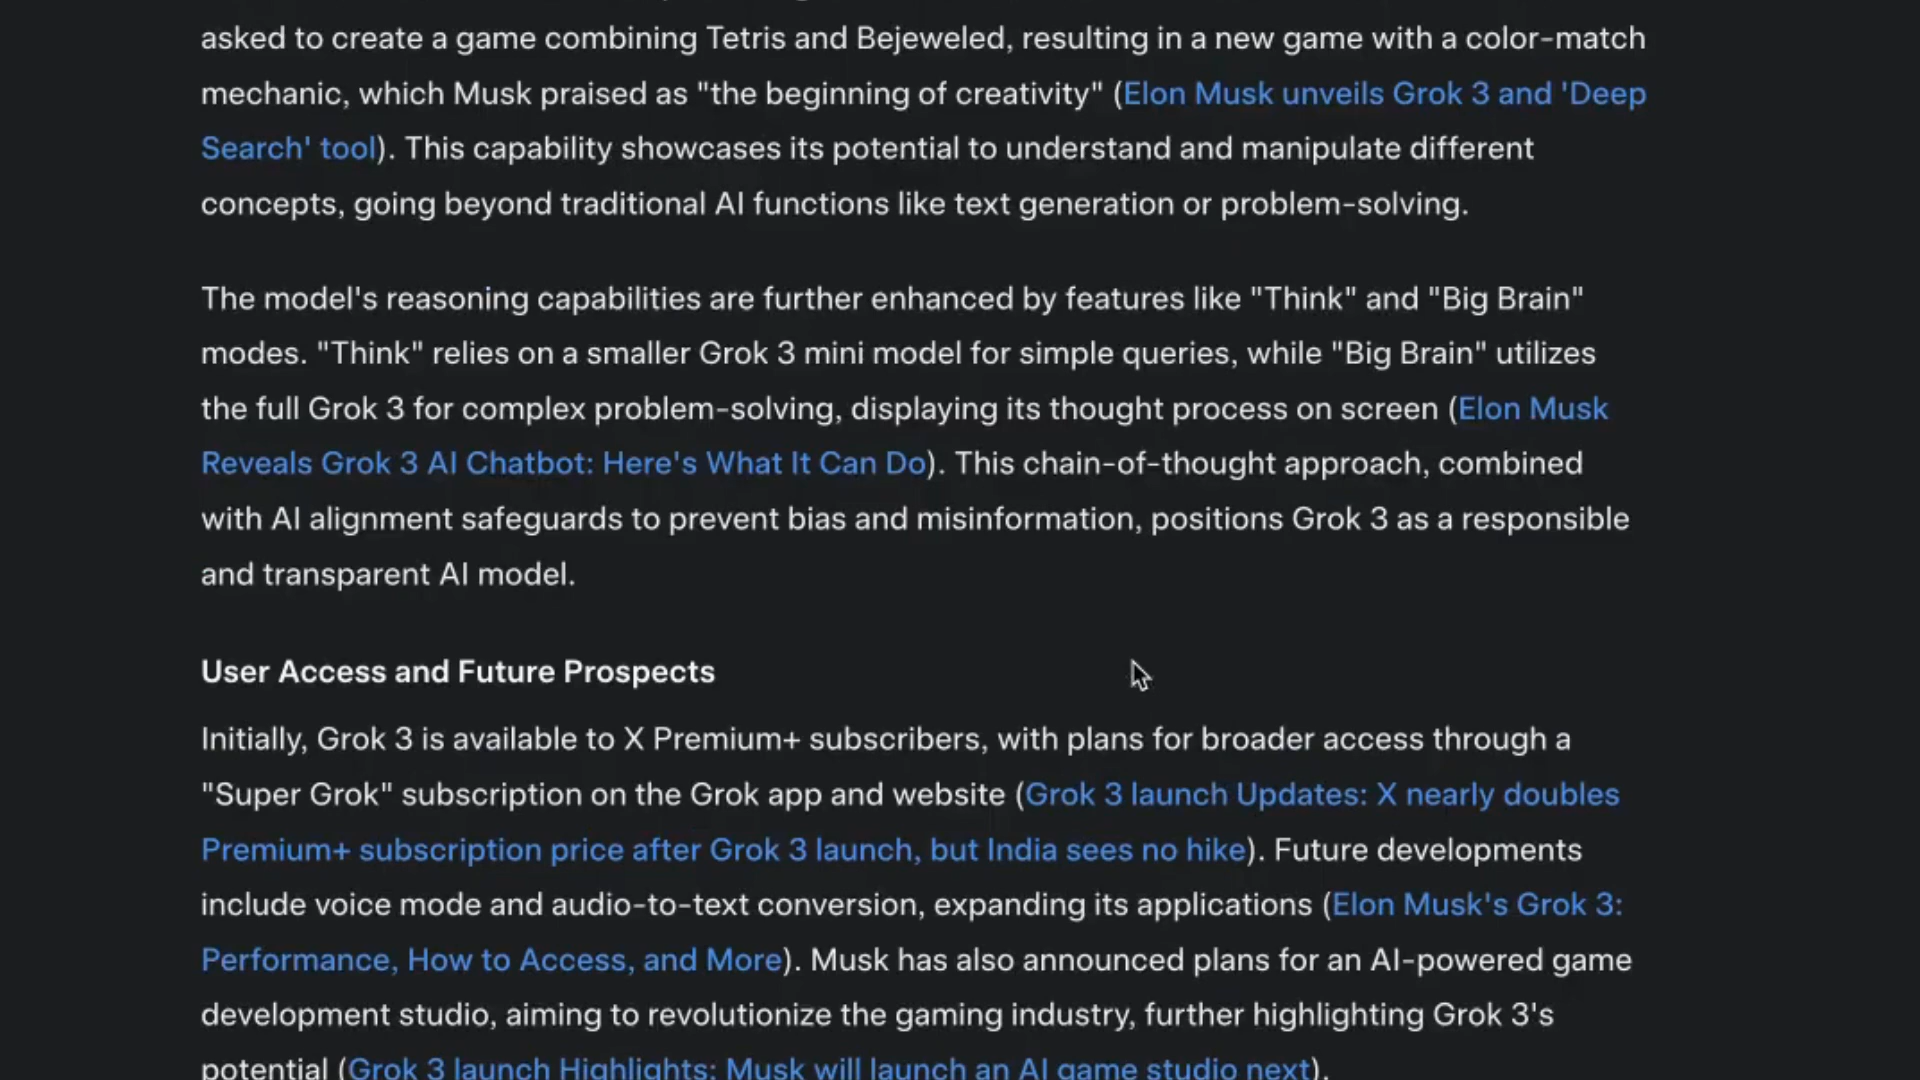 asked to create a game combining Tetris and Bejeweled, resulting in a new game with a color-match
mechanic, which Musk praised as "the beginning of creativity" (Elon Musk unveils Grok 3 and 'Deep
Search' tool). This capability showcases its potential to understand and manipulate different
concepts, going beyond traditional AI functions like text generation or problem-solving.
The model's reasoning capabilities are further enhanced by features like "Think" and "Big Brain"
modes. "Think" relies on a smaller Grok 3 mini model for simple queries, while "Big Brain" utilizes
the full Grok 3 for complex problem-solving, displaying its thought process on screen (Elon Musk
Reveals Grok 3 AI Chatbot: Here's What It Can Do). This chain-of-thought approach, combined
with AI alignment safeguards to prevent bias and misinformation, positions Grok 3 as a responsible
and transparent AI model.
User Access and Future Prospects
Initially, Grok 3 is available to X Premium+ subscribers, with plans for broader access through a
"Super Grok" subscription on the Grok app and website (Grok 3 launch Updates: X nearly doubles
Premium+ subscription price after Grok 3 launch, but India sees no hike). Future developments
include voice mode and audio-to-text conversion, expanding its applications (Elon Musk's Grok 3:
Performance, How to Access, and More). Musk has also announced plans for an AI-powered game
development studio, aiming to revolutionize the gaming industry, further highlighting Grok 3's
potential (Grok 3 launch Highlights: Musk will launch an AI game studio next).